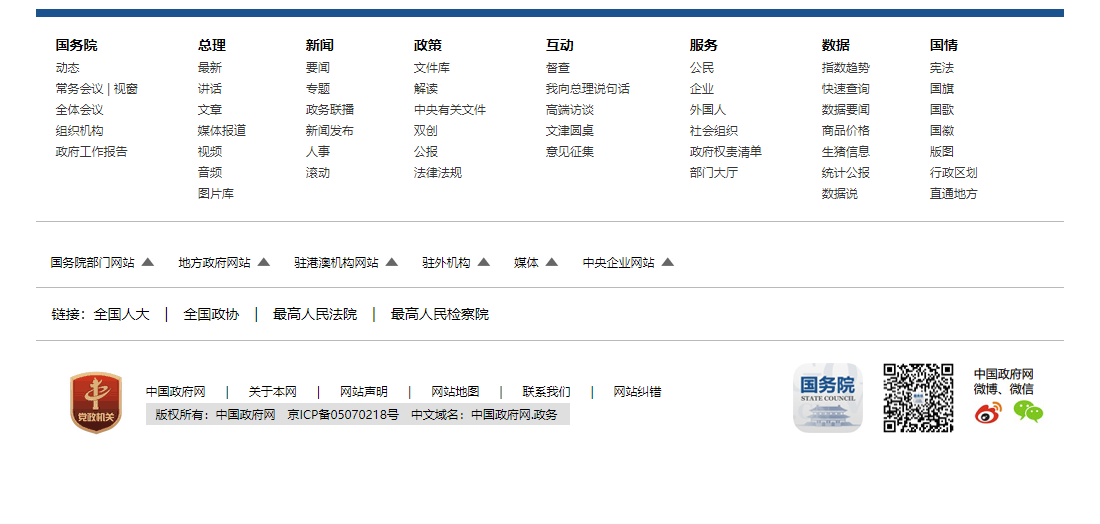 国务院 总理 新闻 政策 互动 服务 数据 国情
动态 最新 要闻 文件库 督查 公民 指数趋势 宪法
常务会议 | 视窗 讲话 专题 解读 我向总理说句话 企业 快速查询 国旗
全体会议 文章 政务联播 中央有关文件 高端访谈 外国人 数据要闻 国歌
组织机构 媒体报道 新闻发布 双创 文津圆桌 社会组织 商品价格 国徽
政府工作报告 视频 人事 公报 意见征集 政府权责清单 生猪信息 版图
音频 滚动 法律法规 部门大厅 统计公报 行政区划
图片库 数据说 直通地方
国务院部门网站 地方政府网站 驻港澳机构网站 驻外机构 媒体 中央企业网站
链接：全国人大 | 全国政协 | 最高人民法院 | 最高人民检察院
中国政府网 | 关于本网 | 网站声明 | 网站地图 | 联系我们 | 网站纠错
版权所有：中国政府网 京ICP备05070218号 中文域名：中国政府网.政务
党政机关
国务院
STATE COUNCIL
中国政府网
微博、微信